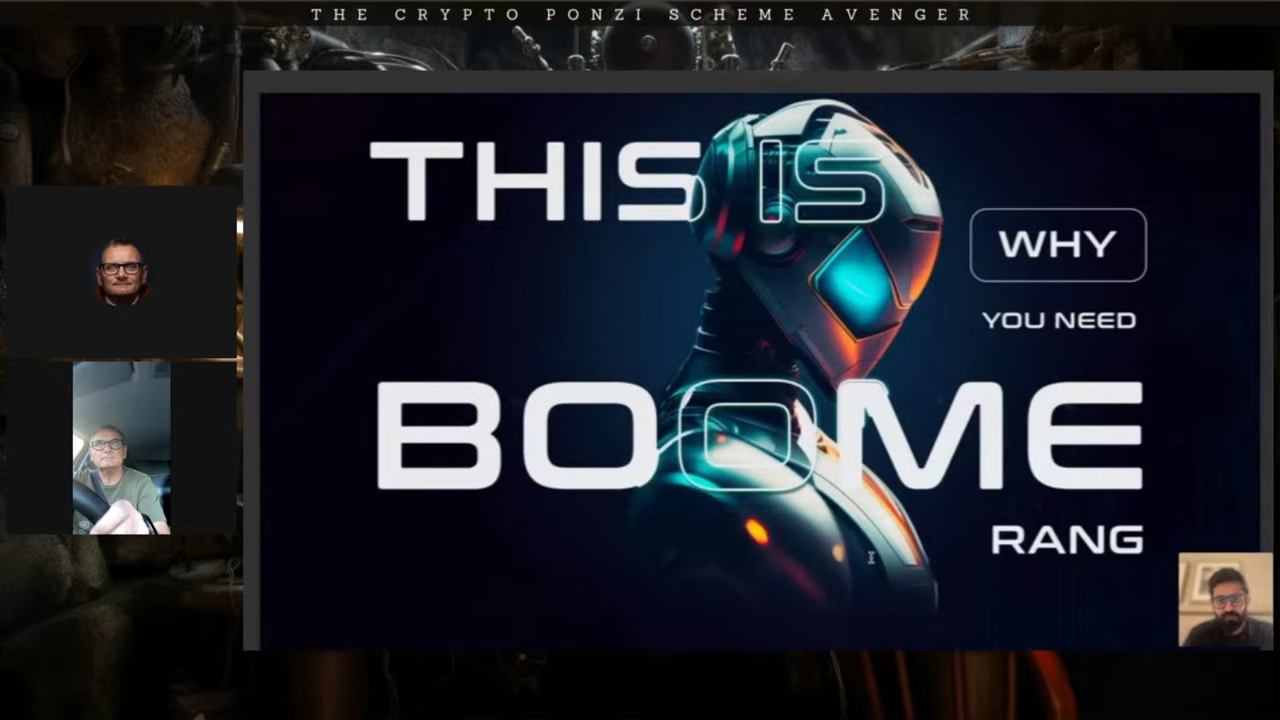 THE CRYPTO PONZI SCHEME AVENGER
THIS IS
WHY
YOU NEED
BOOME
RANG